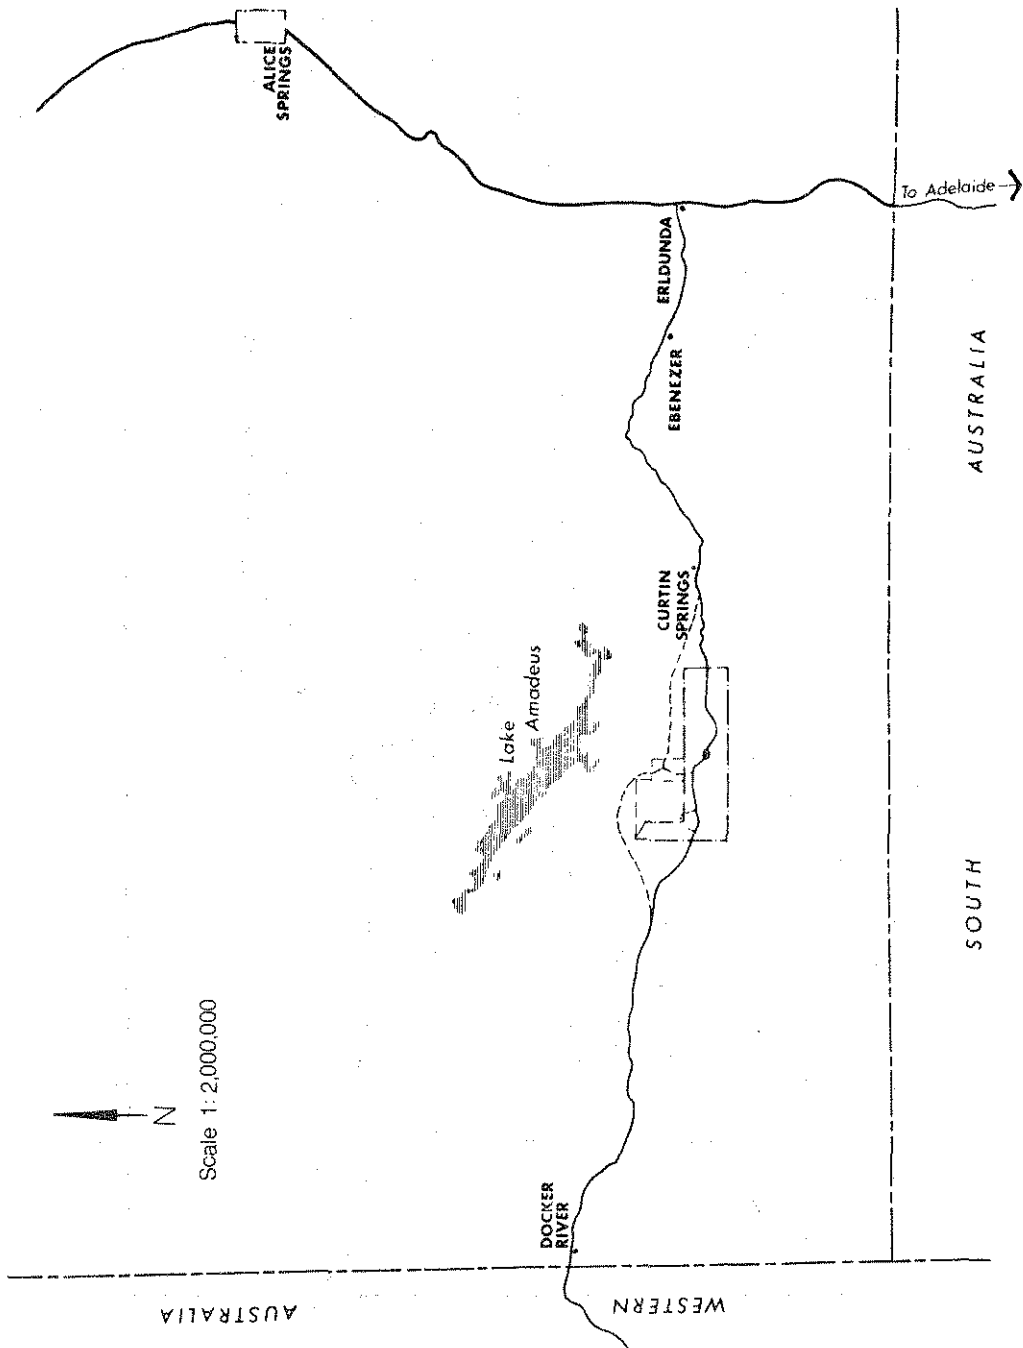 ALICE
SPRINGS
To Adelaide
ERLDUNDA
EBENEZER
CURTIN
SPRINGS
Lake
Amadeus
DOCKER
RIVER
N
Scale 1: 2,000,000
WESTERN
AUSTRALIA
SOUTH
AUSTRALIA